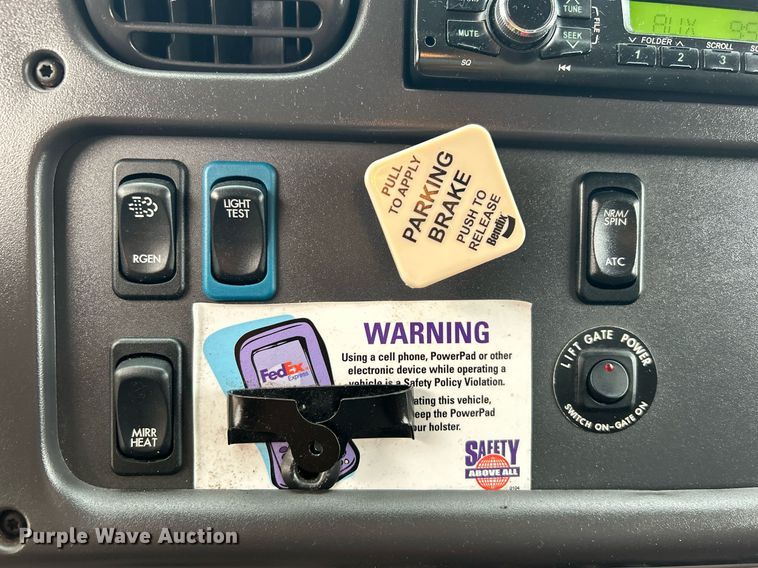 TUNE
FILE
MUTE
SEEK
SQ
AUX
FOLDER
SCROLL
1
2
3
RGEN
LIGHT
TEST
PULL
TO APPLY
PARKING
BRAKE
PUSH TO
RELEASE
Bendix
NRM/
SPIN
ATC
MIRR
HEAT
WARNING
Using a cell phone, PowerPad or other
electronic device while operating a
vehicle is a Safety Policy Violation.
this vehicle,
the PowerPad
holster.
FedEx
Express
SAFETY
ABOVE ALL
LIFT GATE POWER
SWITCH ON-GATE ON
Purple Wave Auction